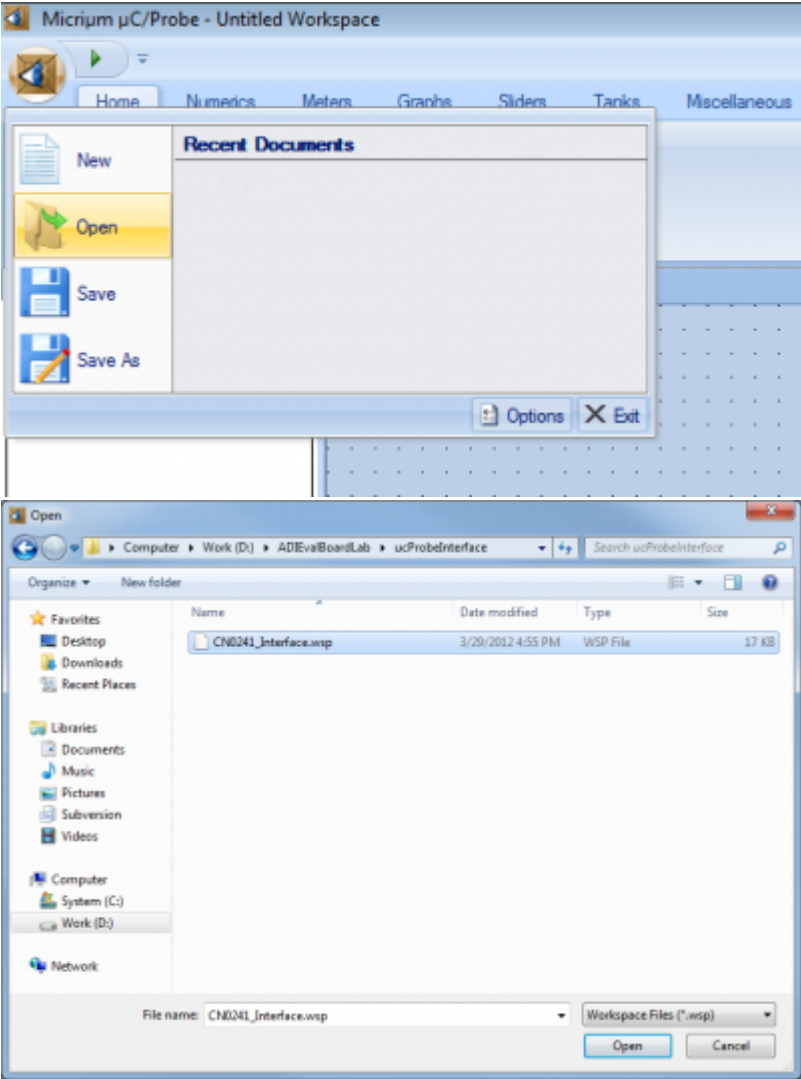 Micriµm µC/Probe - Untitled Workspace
Home Numerics Meters Graphs Sliders Tanks Miscellaneous
Recent Documents
New
Open
Save
Save As
Options Exit
Open
Computer Work (D:) ADIEvalBoardLab ucProbeInterface Search ucProbeInterface
Organize New folder
Name Date modified Type Size
CN0241_Interface.wsp 3/29/2012 4:55 PM WSP File 17 KB
Favorites
Desktop
Downloads
Recent Places
Libraries
Documents
Music
Pictures
Subversion
Videos
Computer
System (C:)
Work (D:)
Network
File name: CN0241_Interface.wsp Workspace Files (*.wsp)
Open Cancel